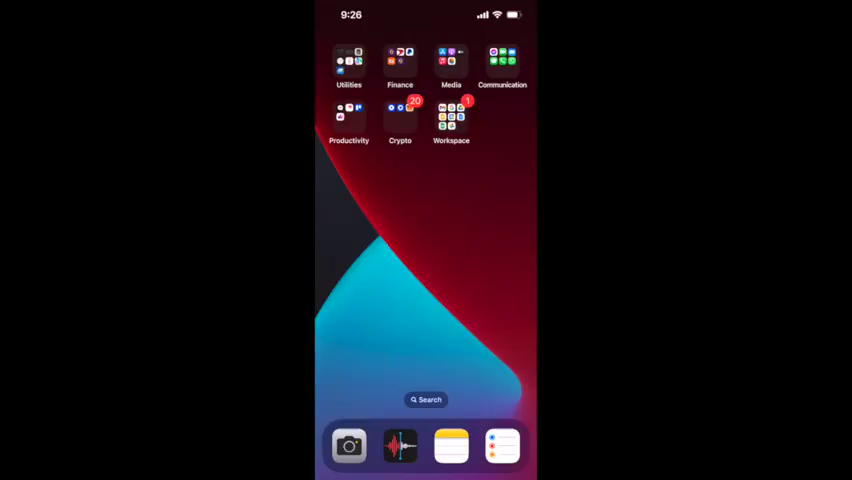 9:26
Utilities
Finance
Media
Communication
20
1
Productivity
Crypto
Workspace
Search